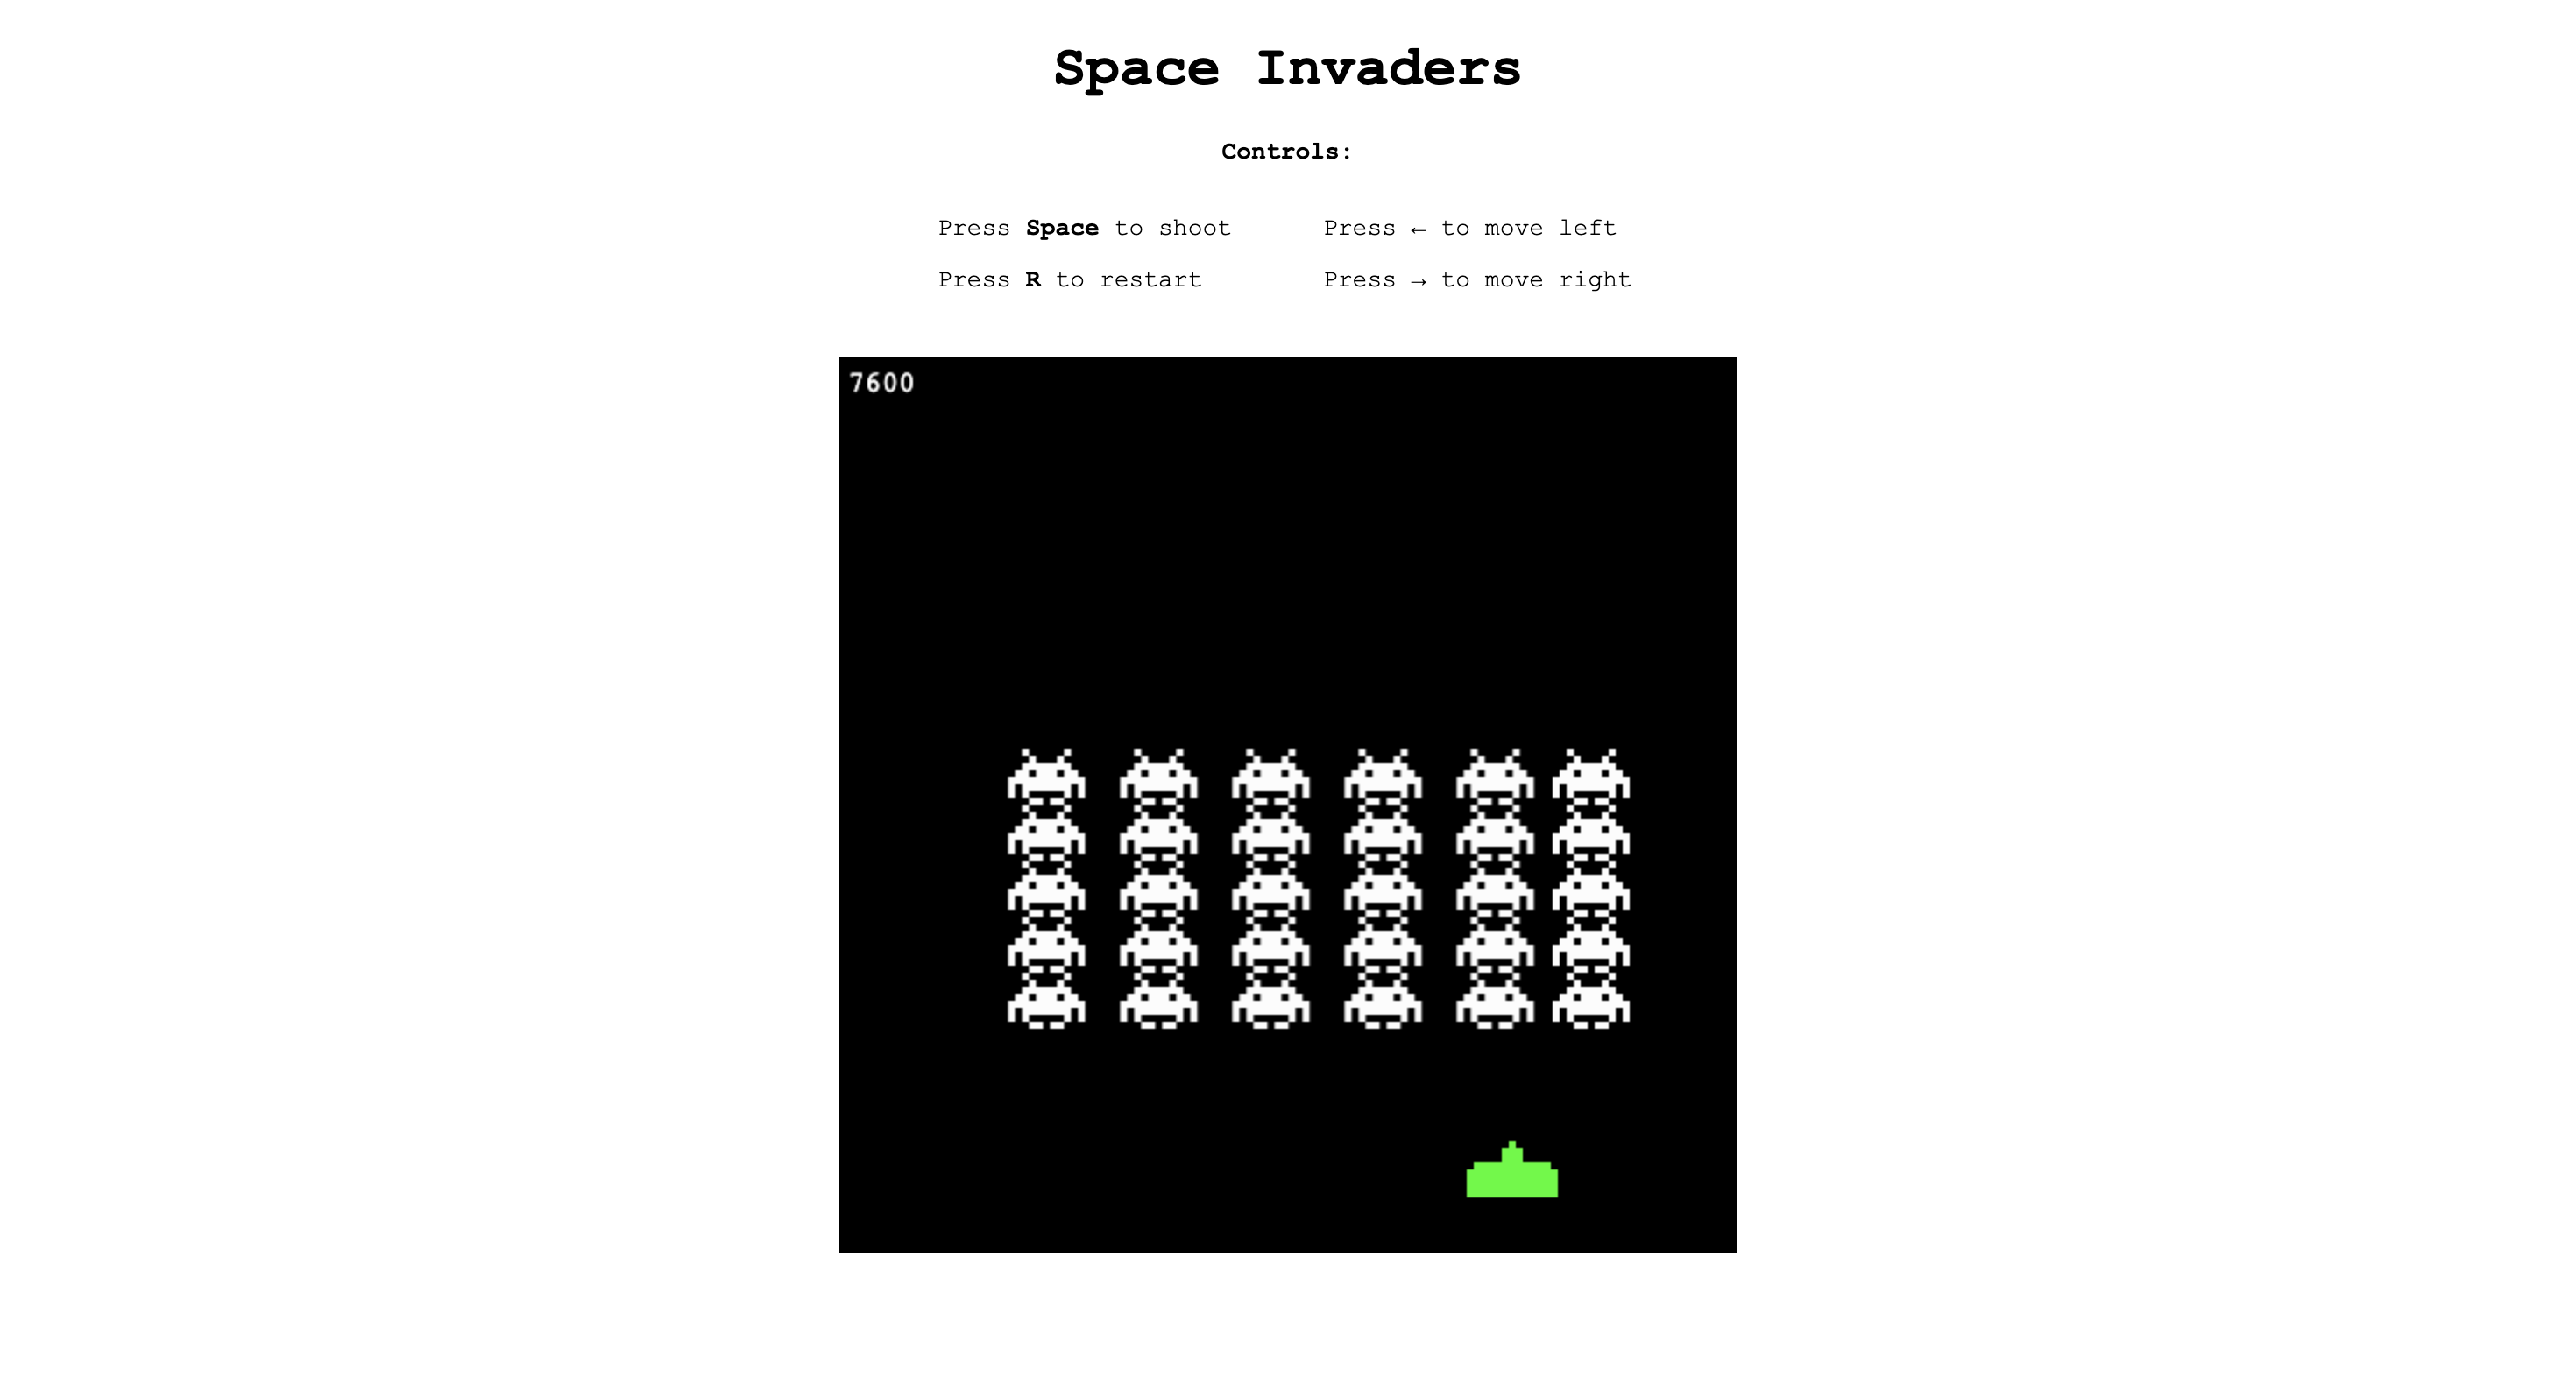 Space Invaders
Controls:
Press Space to shoot
Press ← to move left
Press R to restart
Press → to move right
7600